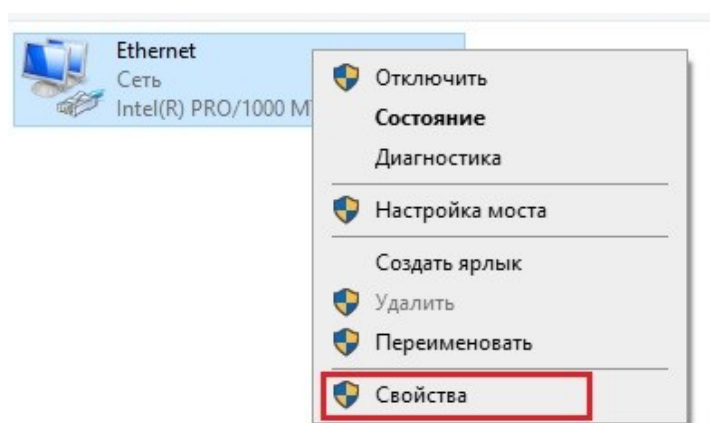 Ethernet
Сеть
Intel(R) PRO/1000
Отключить
Состояние
Диагностика
Настройка моста
Создать ярлык
Удалить
Переименовать
Свойства